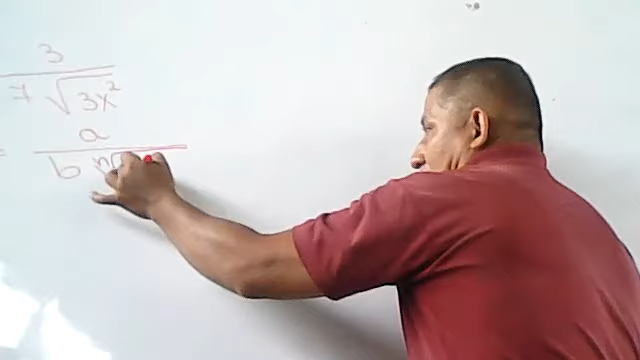 3
7 √3x²
a
= b n√